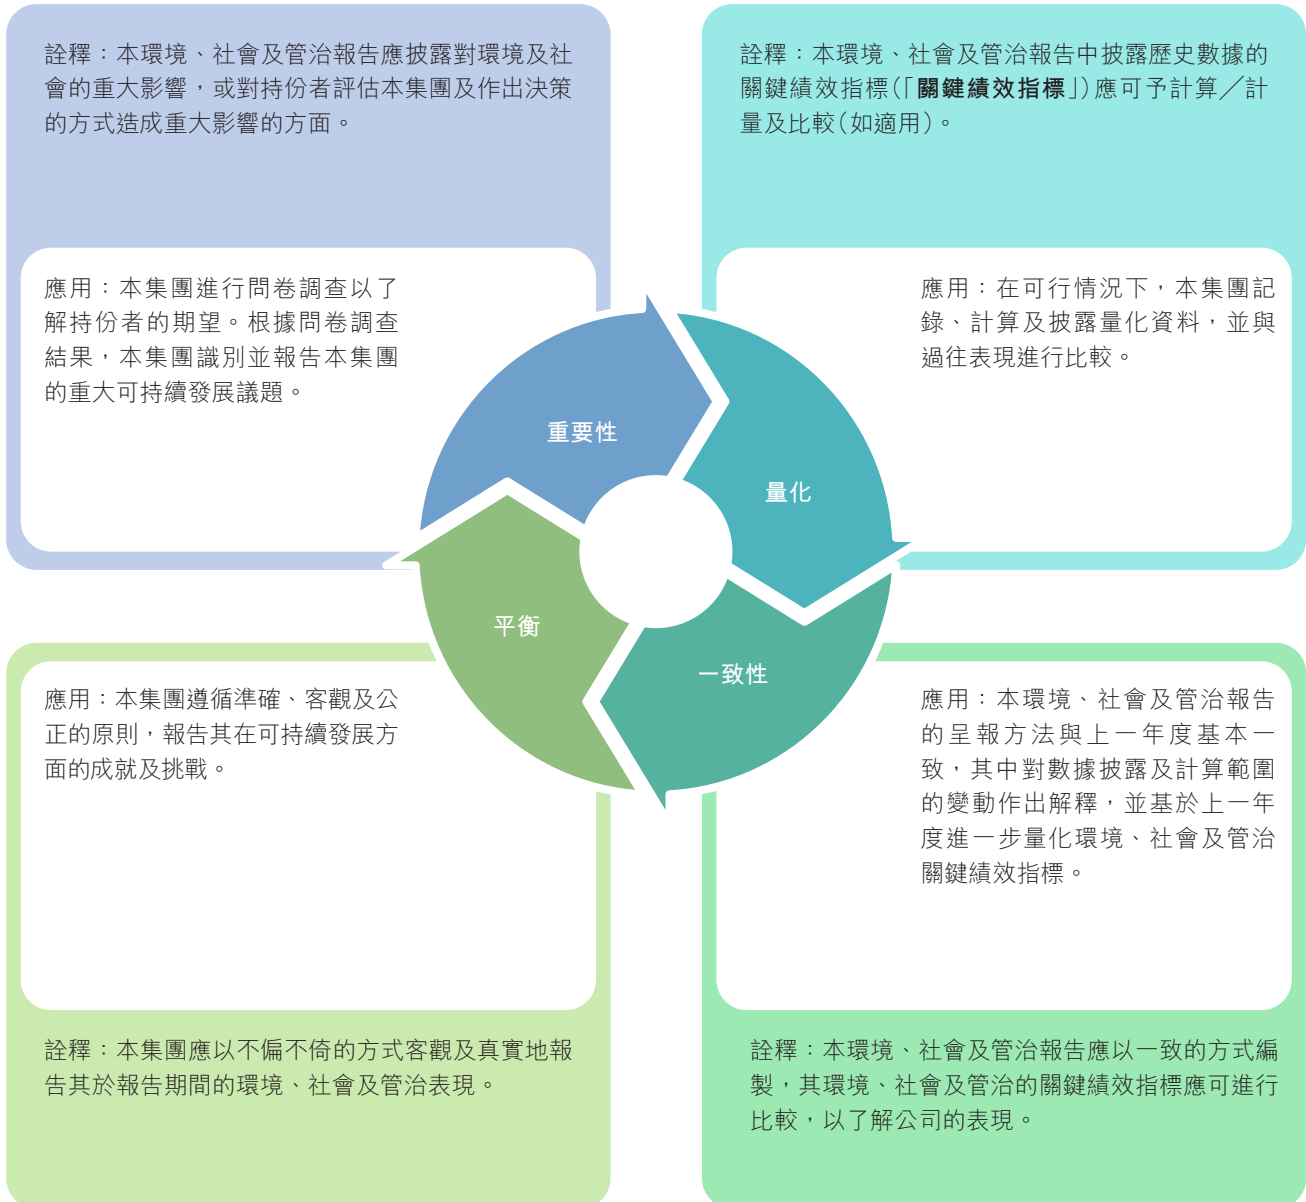 詮釋：本環境、社會及管治報告應披露對環境及社
會的重大影響，或對持份者評估本集團及作出決策
的方式造成重大影響的方面。
應用：本集團進行問卷調查以了
解持份者的期望。根據問卷調查
結果，本集團識別並報告本集團
的重大可持續發展議題。
詮釋：本環境、社會及管治報告中披露歷史數據的
關鍵績效指標（「關鍵績效指標」）應可予計算／計
量及比較（如適用）。
應用：在可行情況下，本集團記
錄、計算及披露量化資料，並與
過往表現進行比較。
重要性
量化
平衡
一致性
應用：本集團遵循準確、客觀及公
正的原則，報告其在可持續發展方
面的成就及挑戰。
詮釋：本集團應以不偏不倚的方式客觀及真實地報
告其於報告期間的環境、社會及管治表現。
應用：本環境、社會及管治報告
的呈報方法與上一年度基本一
致，其中對數據披露及計算範圍
的變動作出解釋，並基於上一年
度進一步量化環境、社會及管治
關鍵績效指標。
詮釋：本環境、社會及管治報告應以一致的方式編
製，其環境、社會及管治的關鍵績效指標應可進行
比較，以了解公司的表現。